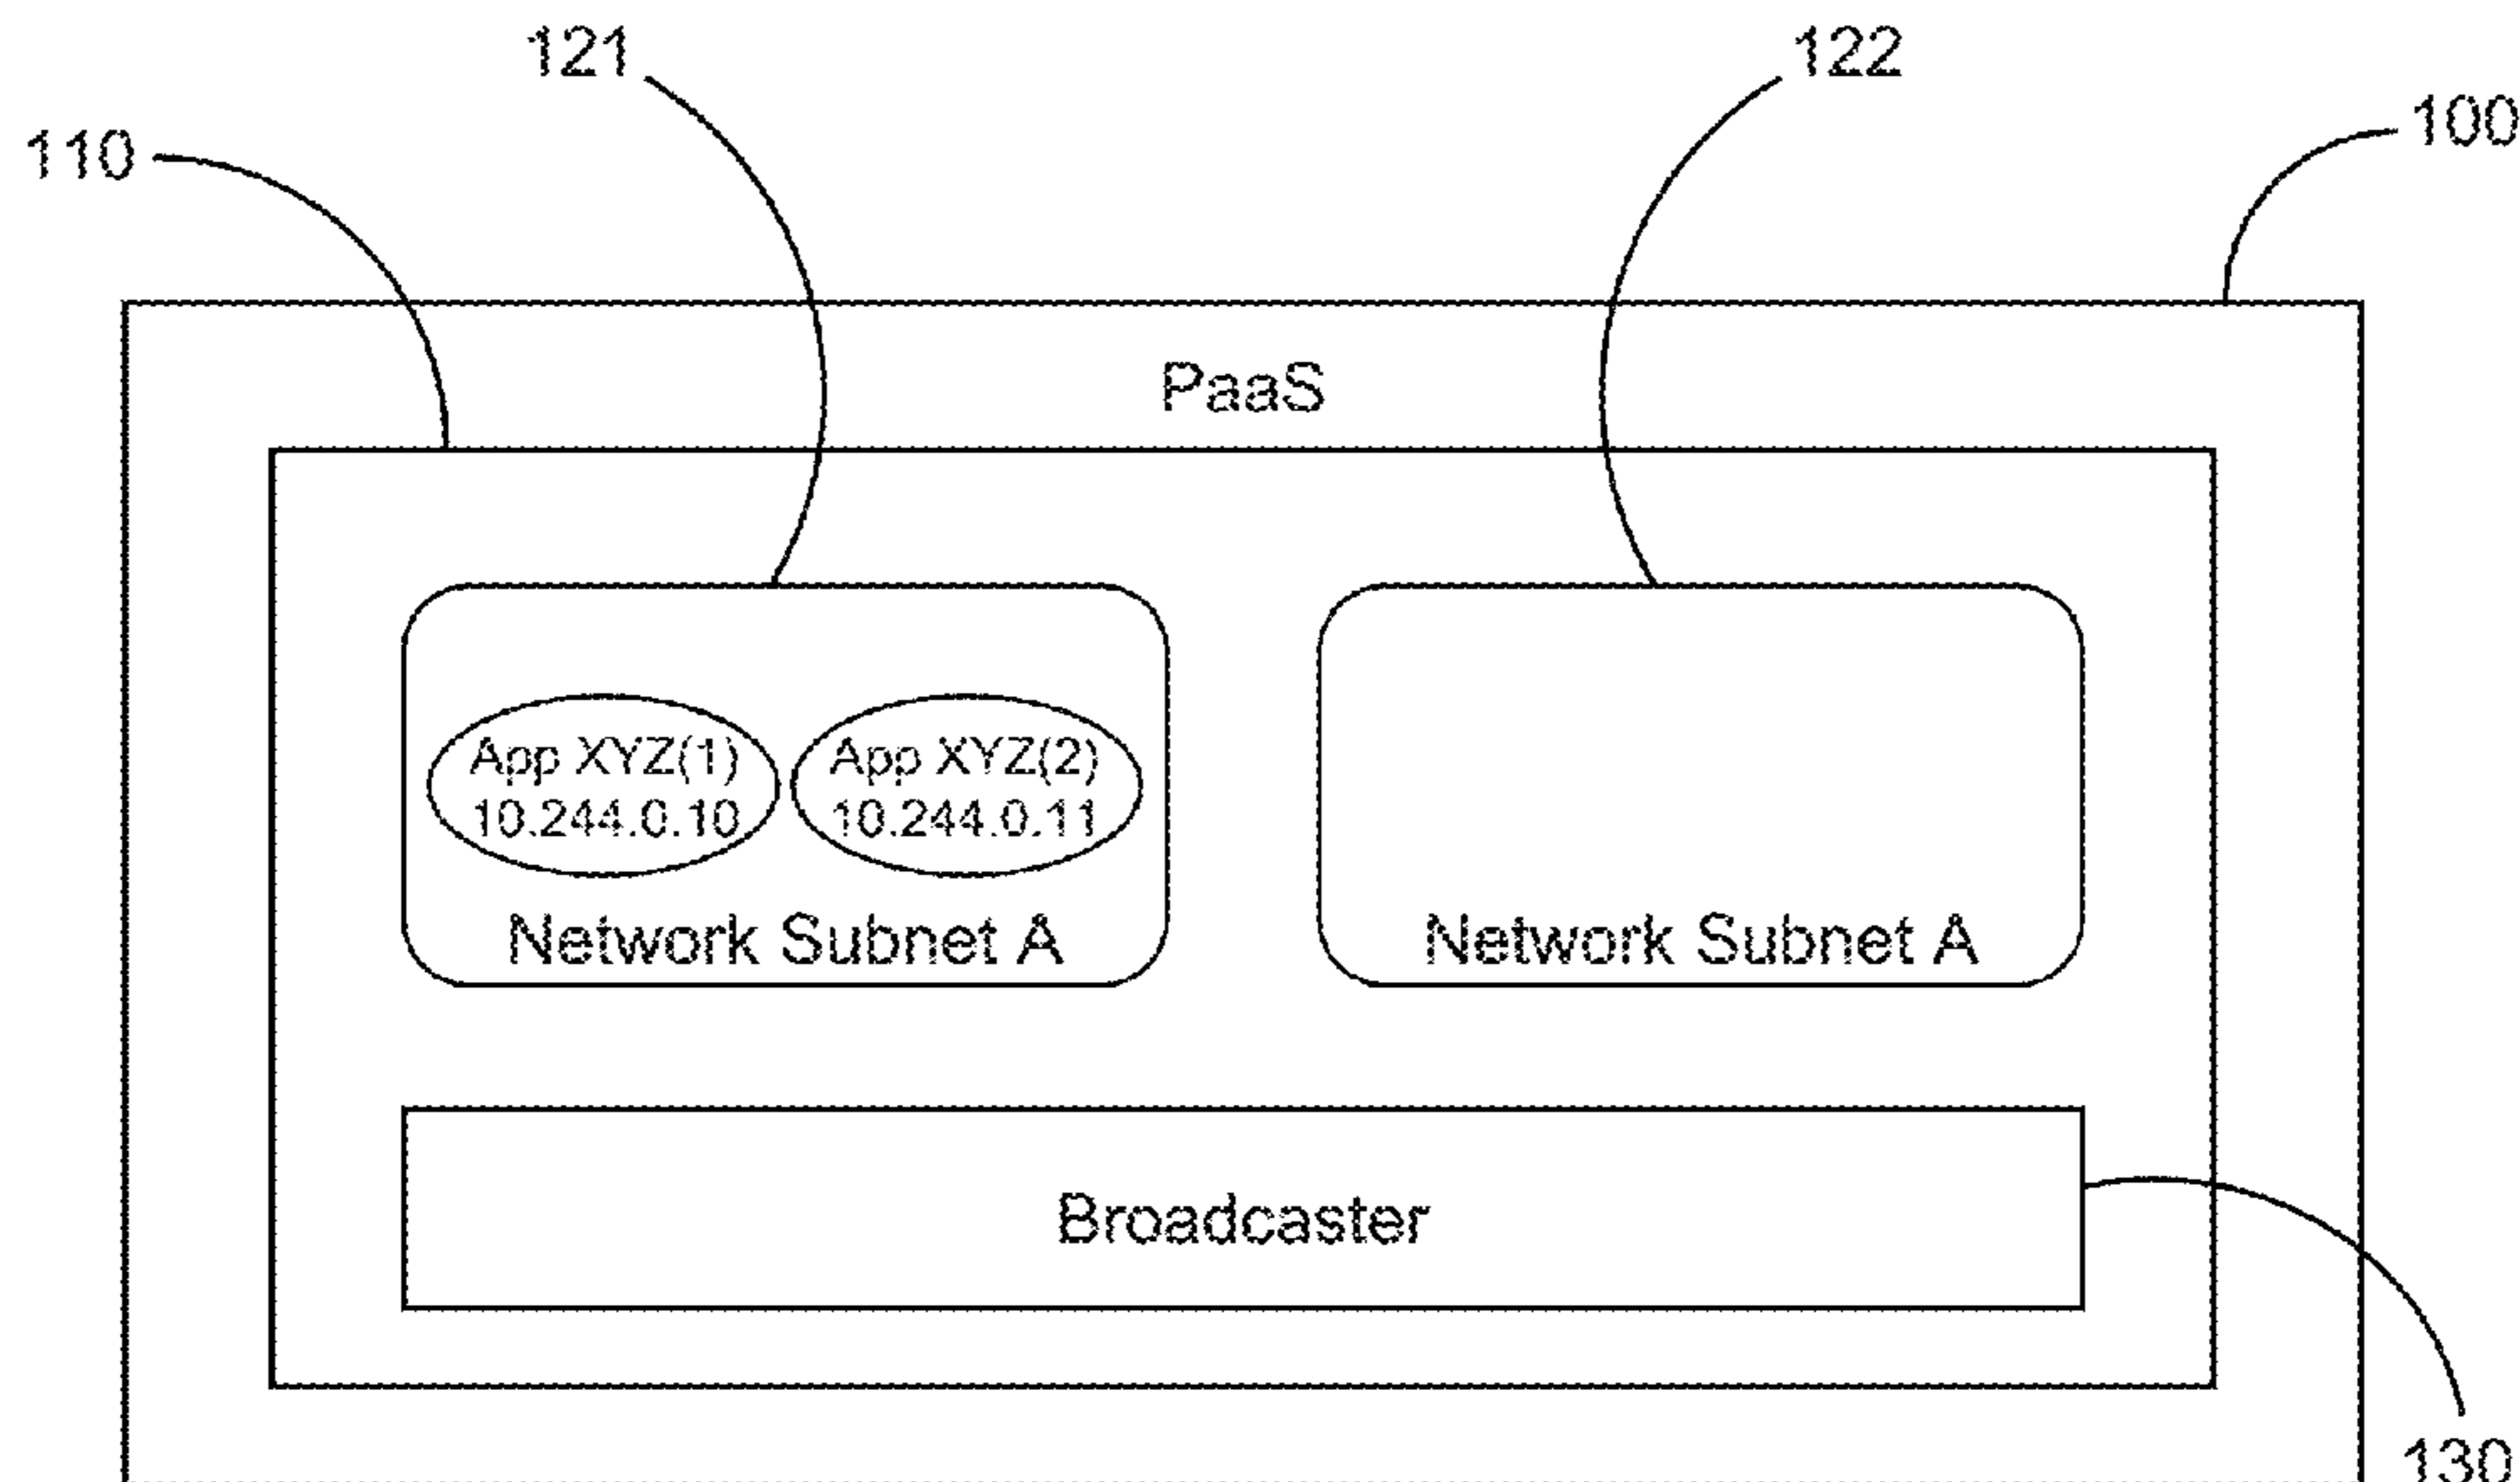 121
122
110
100
PaaS
App XYZ(1)
10.244.0.10
App XYZ(2)
10.244.0.11
Network Subnet A
Network Subnet A
Broadcaster
130